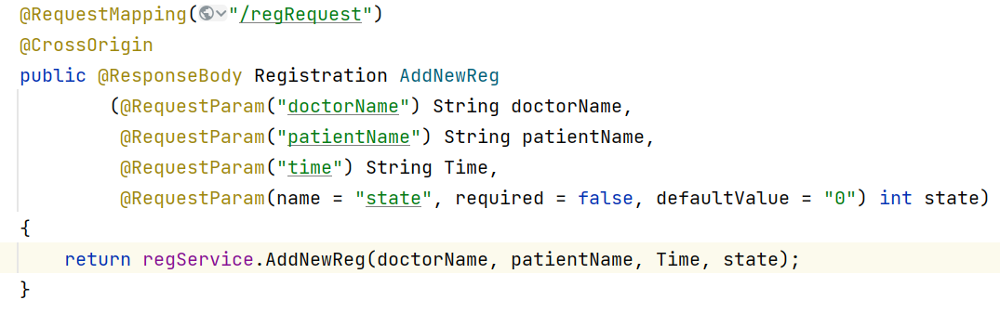 @RequestMapping("/regRequest")
@CrossOrigin
public @ResponseBody Registration AddNewReg
(@RequestParam("doctorName") String doctorName,
@RequestParam("patientName") String patientName,
@RequestParam("time") String Time,
@RequestParam(name = "state", required = false, defaultValue = "0") int state)
{
return regService.AddNewReg(doctorName, patientName, Time, state);
}